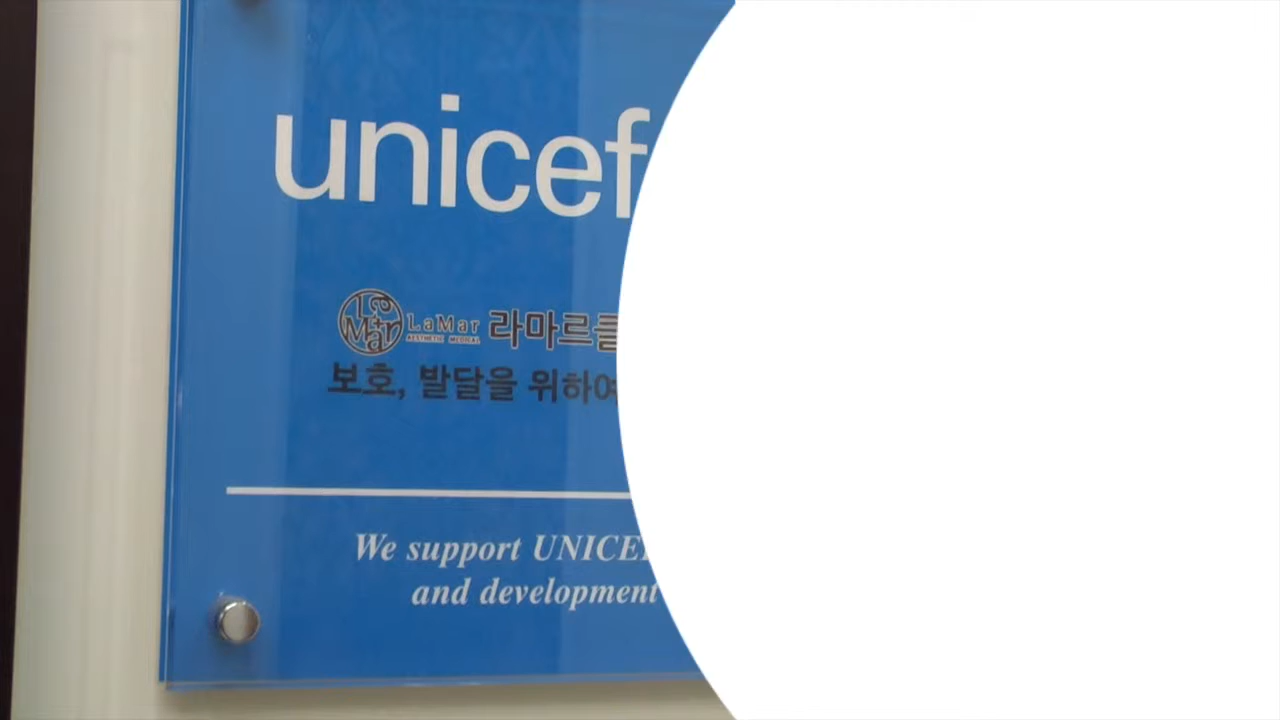 unicef
LaMar 라마르클
AESTHETIC MEDICAL
보호, 발달을 위하여
We support UNICEF
and development